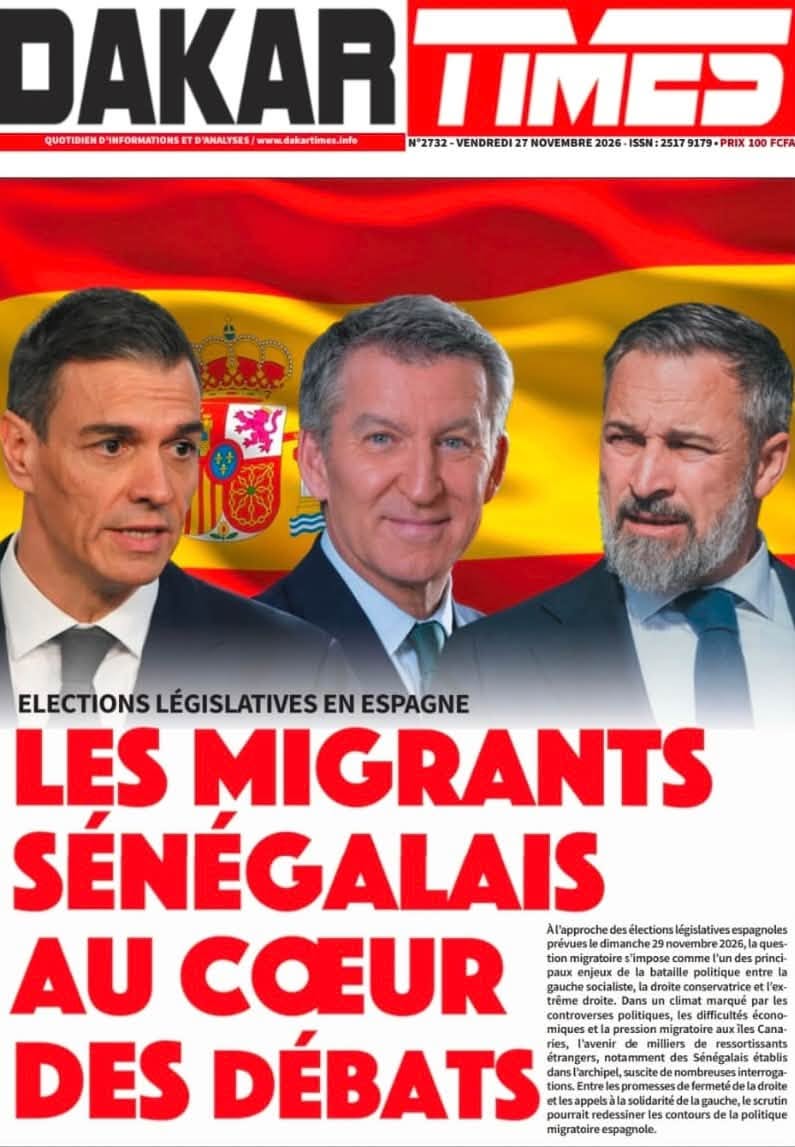 DAKAR TIMES
QUOTIDIEN D'INFORMATIONS ET D'ANALYSES / www.dakartimes.info
N°2732 - VENDREDI 27 NOVEMBRE 2026 - ISSN : 2517 9179 • PRIX 100 FCFA
ELECTIONS LÉGISLATIVES EN ESPAGNE
LES MIGRANTS
SÉNÉGALAIS
AU CŒUR
DES DÉBATS
À l'approche des élections législatives espagnoles
prévues le dimanche 29 novembre 2026, la ques-
tion migratoire s'impose comme l'un des princi-
paux enjeux de la bataille politique entre la
gauche socialiste, la droite conservatrice et l'ex-
trême droite. Dans un climat marqué par les
controverses politiques, les difficultés écono-
miques et la pression migratoire aux îles Cana-
ries, l'avenir de milliers de ressortissants
étrangers, notamment des Sénégalais établis
dans l'archipel, suscite de nombreuses interroga-
tions. Entre les promesses de fermeté de la droite
et les appels à la solidarité de la gauche, le scrutin
pourrait redessiner les contours de la politique
migratoire espagnole.